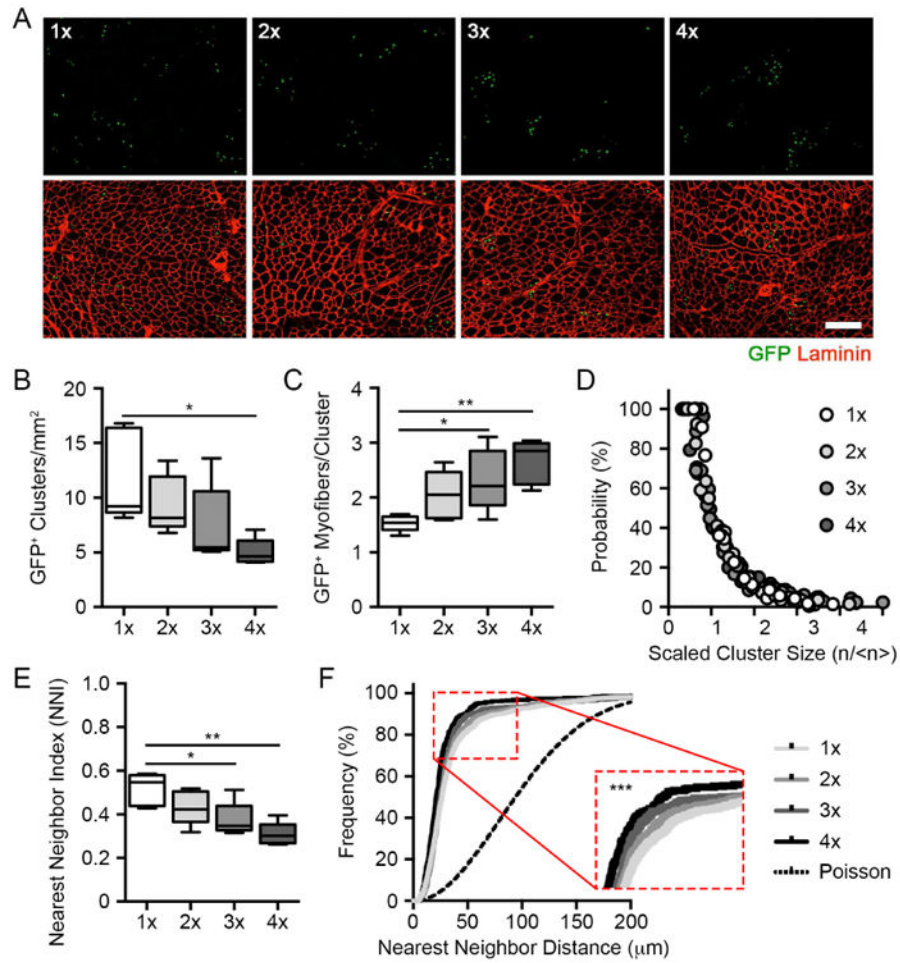 A
1x 2x 3x 4x
GFP Laminin
B
GFP⁺ Clusters/mm²
20
15
10
5
0
*
1x 2x 3x 4x
C
GFP⁺ Myofibers/Cluster
4
3
2
1
0
**
*
1x 2x 3x 4x
D
Probability (%)
100
80
60
40
20
0
0 1 2 3 4
Scaled Cluster Size (n/<n>)
1x
2x
3x
4x
E
Nearest Neighbor Index (NNI)
1.0
0.8
0.6
0.4
0.2
0
**
*
1x 2x 3x 4x
F
Frequency (%)
100
80
60
40
20
0
0 50 100 150 200
Nearest Neighbor Distance (μm)
***
1x
2x
3x
4x
Poisson